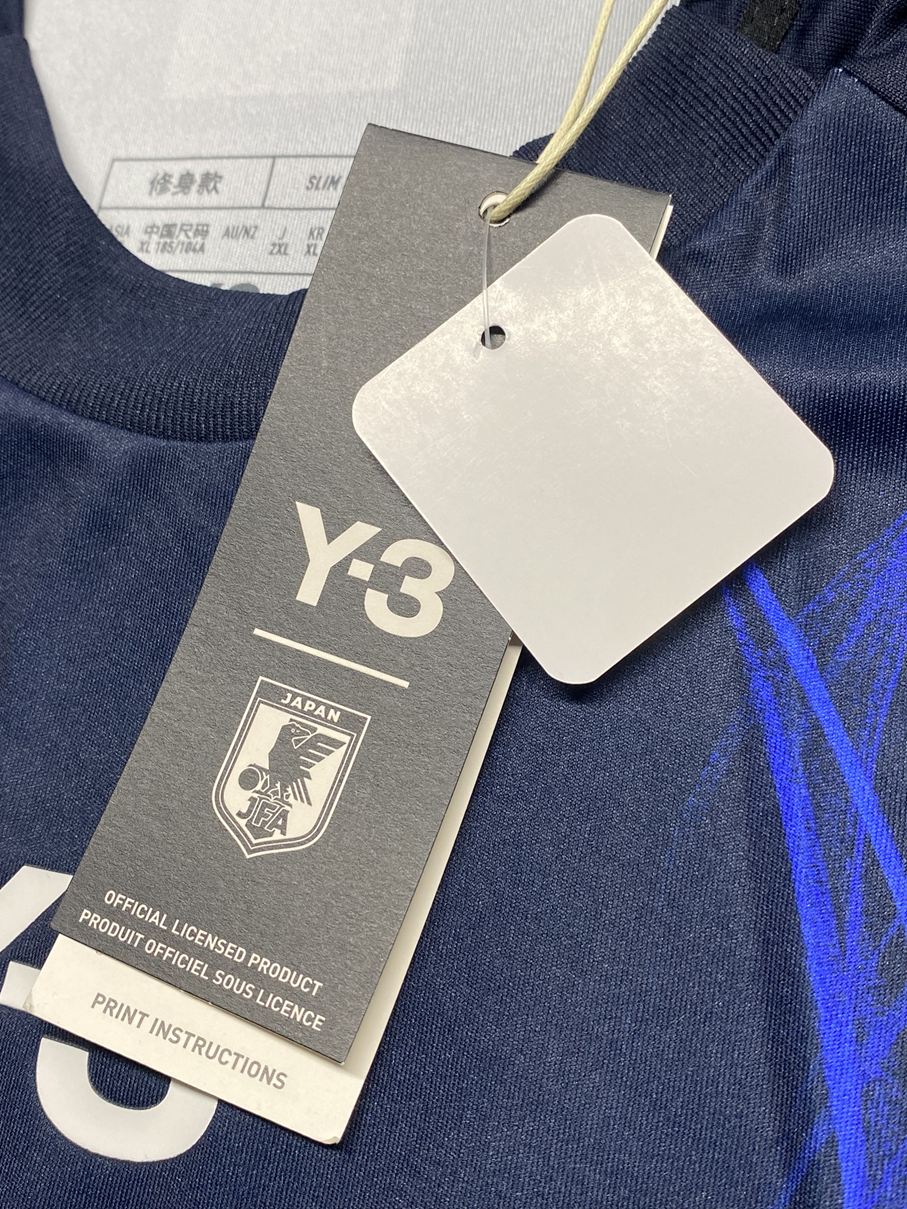 修身款 SLIM
ASIA 中国尺码 AU/NZ J KR
XL 185/104A 2XL XL
Y-3
JAPAN
JFA
OFFICIAL LICENSED PRODUCT
PRODUIT OFFICIEL SOUS LICENCE
PRINT INSTRUCTIONS